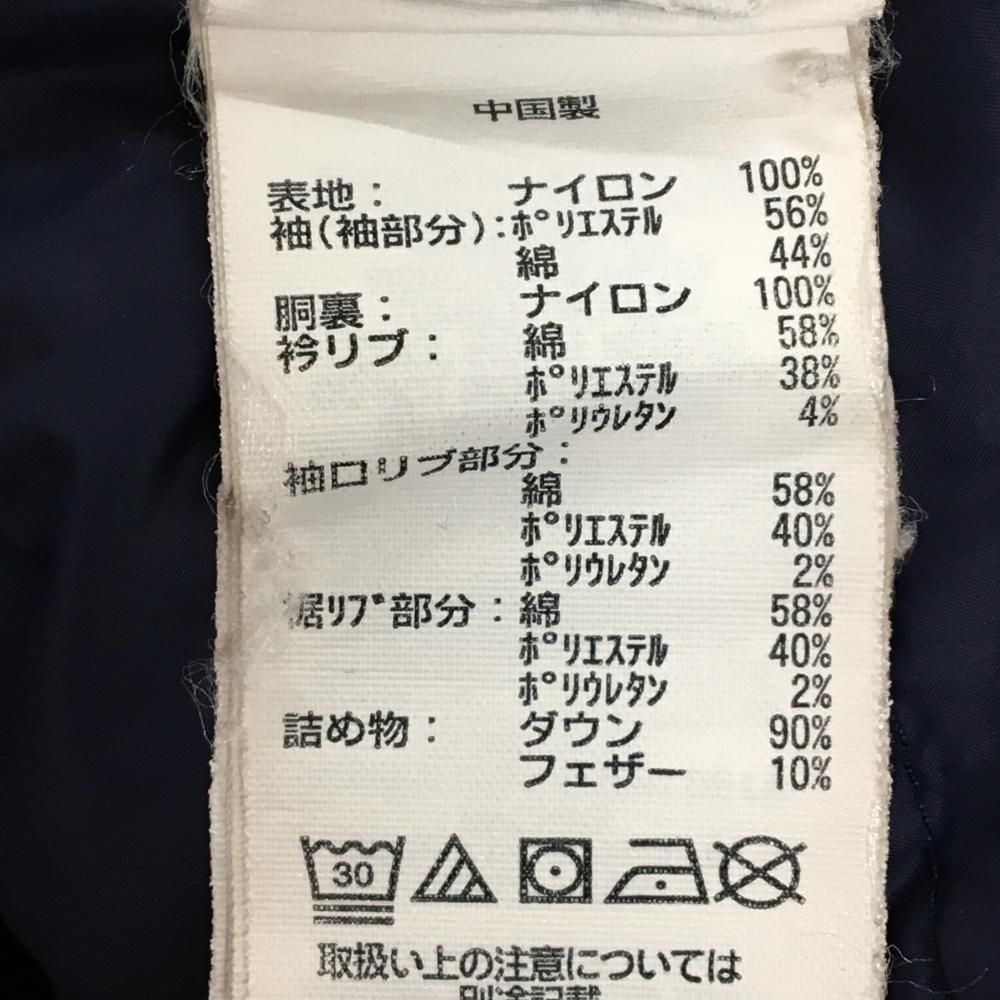 中国製
表地： ナイロン 100%
袖(袖部分)：ポリエステル 56%
綿 44%
胴裏： ナイロン 100%
衿リブ： 綿 58%
ポリエステル 38%
ポリウレタン 4%
袖口リブ部分：
綿 58%
ポリエステル 40%
ポリウレタン 2%
裾リブ部分：綿 58%
ポリエステル 40%
ポリウレタン 2%
詰め物： ダウン 90%
フェザー 10%
30
取扱い上の注意については
別途記載